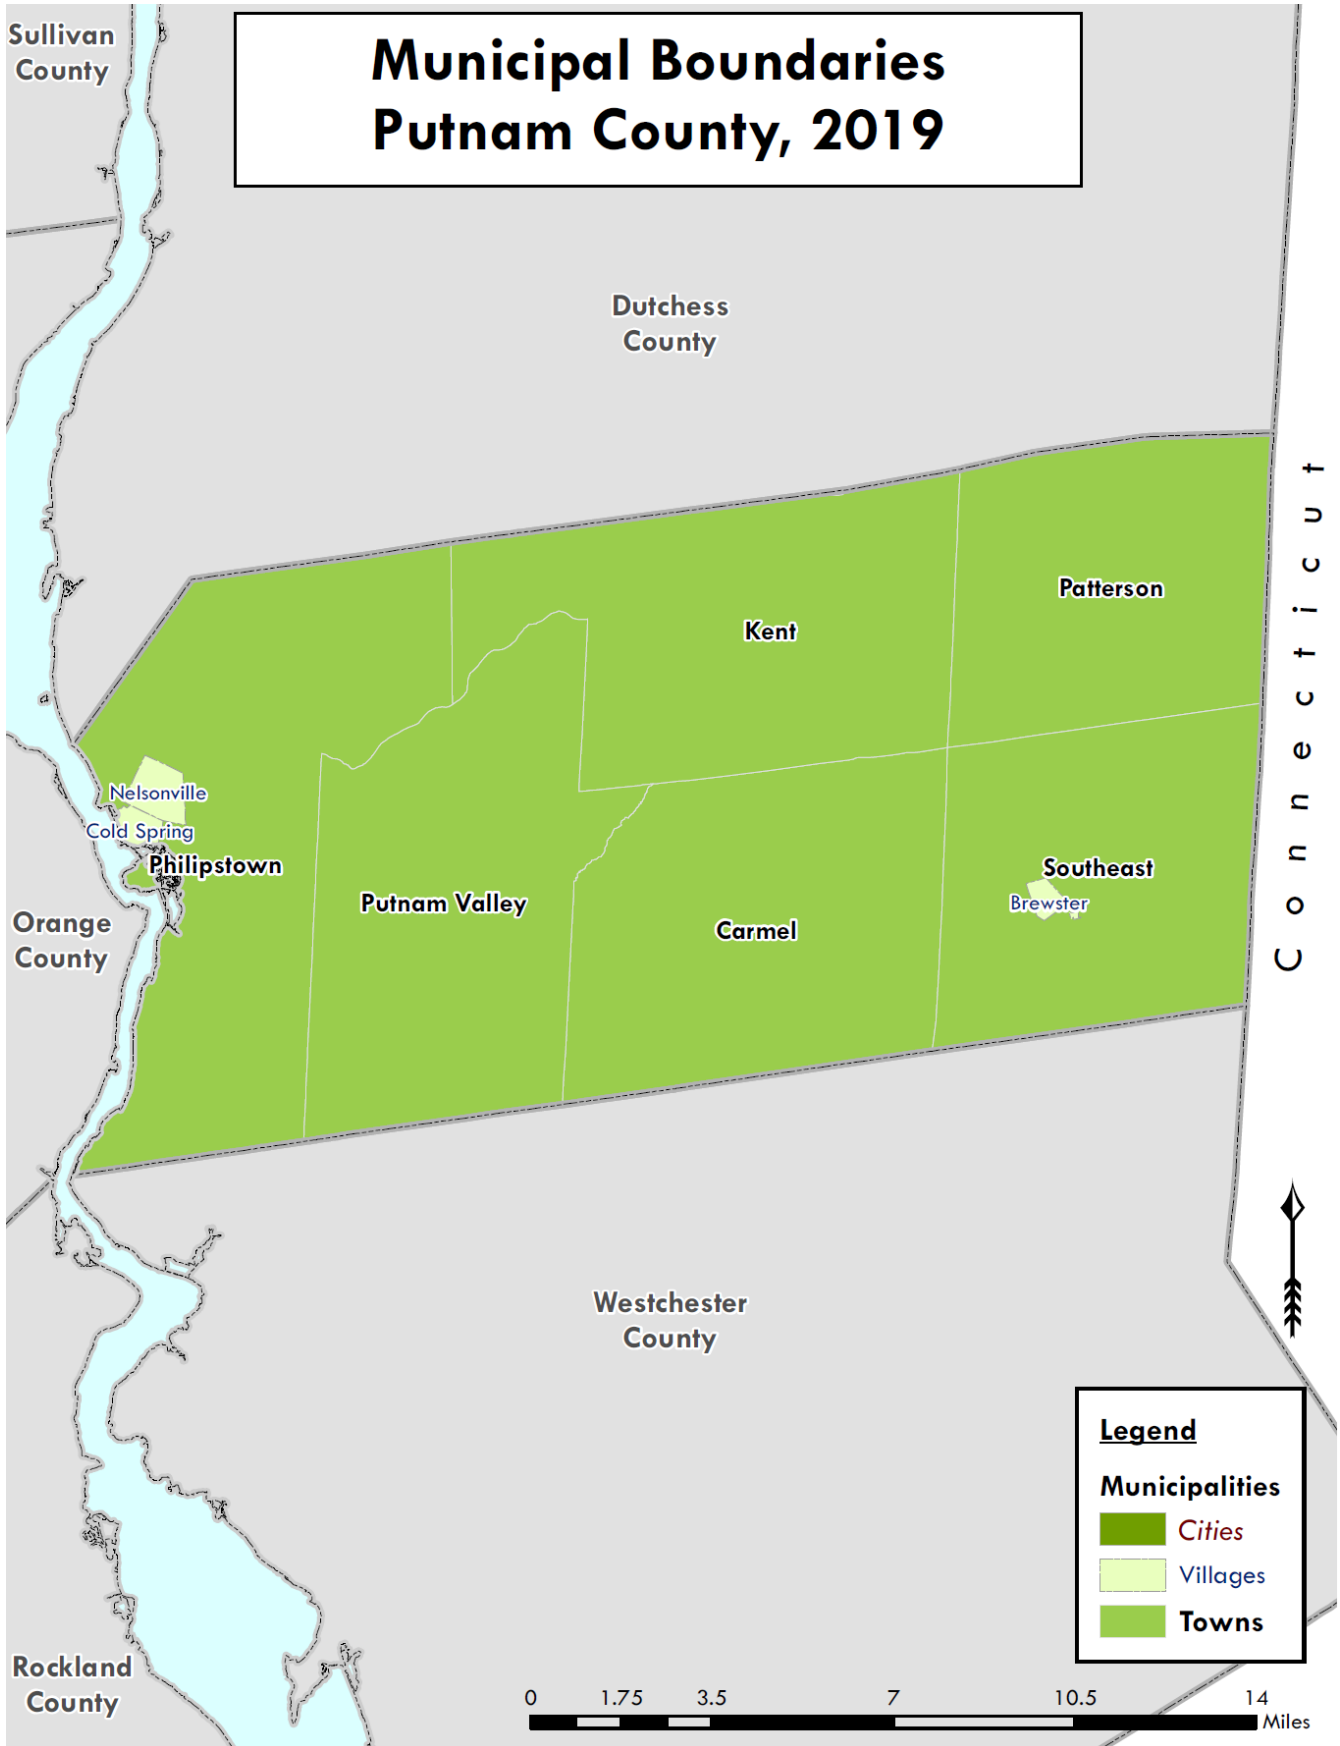 Sullivan
County
Municipal Boundaries
Putnam County, 2019
Dutchess
County
Connecticut
Patterson
Kent
Nelsonville
Cold Spring
Philipstown
Southeast
Putnam Valley
Brewster
Carmel
Orange
County
Westchester
County
Legend
Municipalities
Cities
Villages
Towns
Rockland
County
0 1.75 3.5 7 10.5 14
Miles